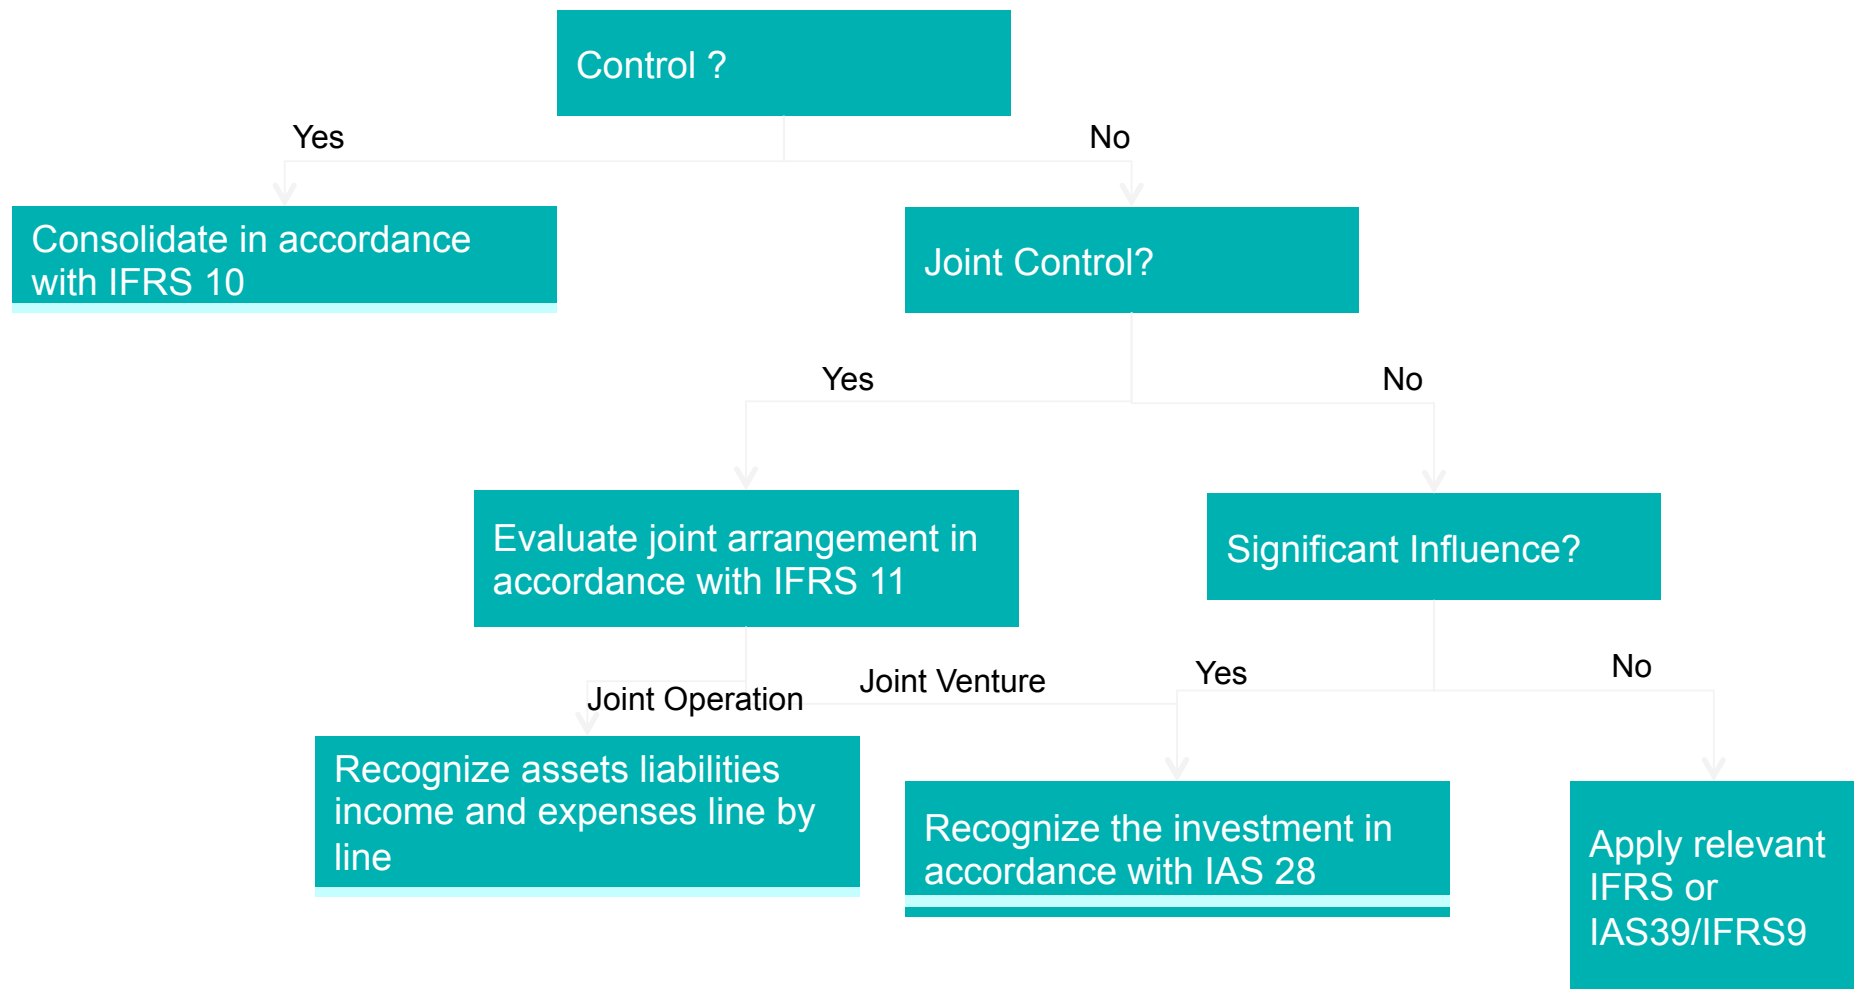 Control ?
Yes
No
Consolidate in accordance
with IFRS 10
Joint Control?
Yes
No
Evaluate joint arrangement in
accordance with IFRS 11
Significant Influence?
Joint Operation
Joint Venture
Yes
No
Recognize assets liabilities
income and expenses line by
line
Recognize the investment in
accordance with IAS 28
Apply relevant
IFRS or
IAS39/IFRS9